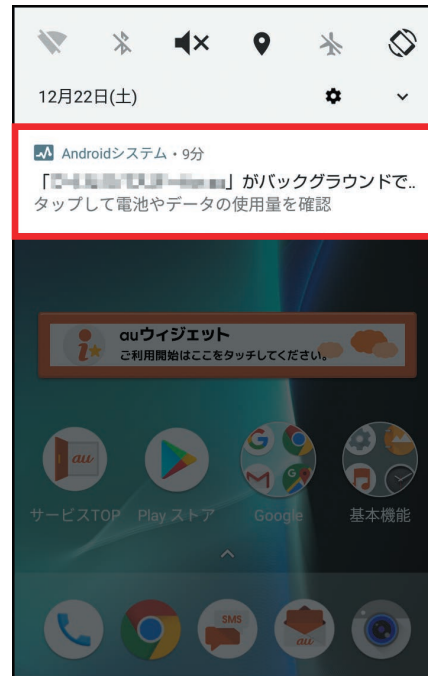 12月22日(土)
Androidシステム・9分
「」がバックグラウンドで..
タップして電池やデータの使用量を確認
auウィジェット
ご利用開始はここをタッチしてください。
au
サービスTOP
Play ストア
Google
基本機能
SMS
au